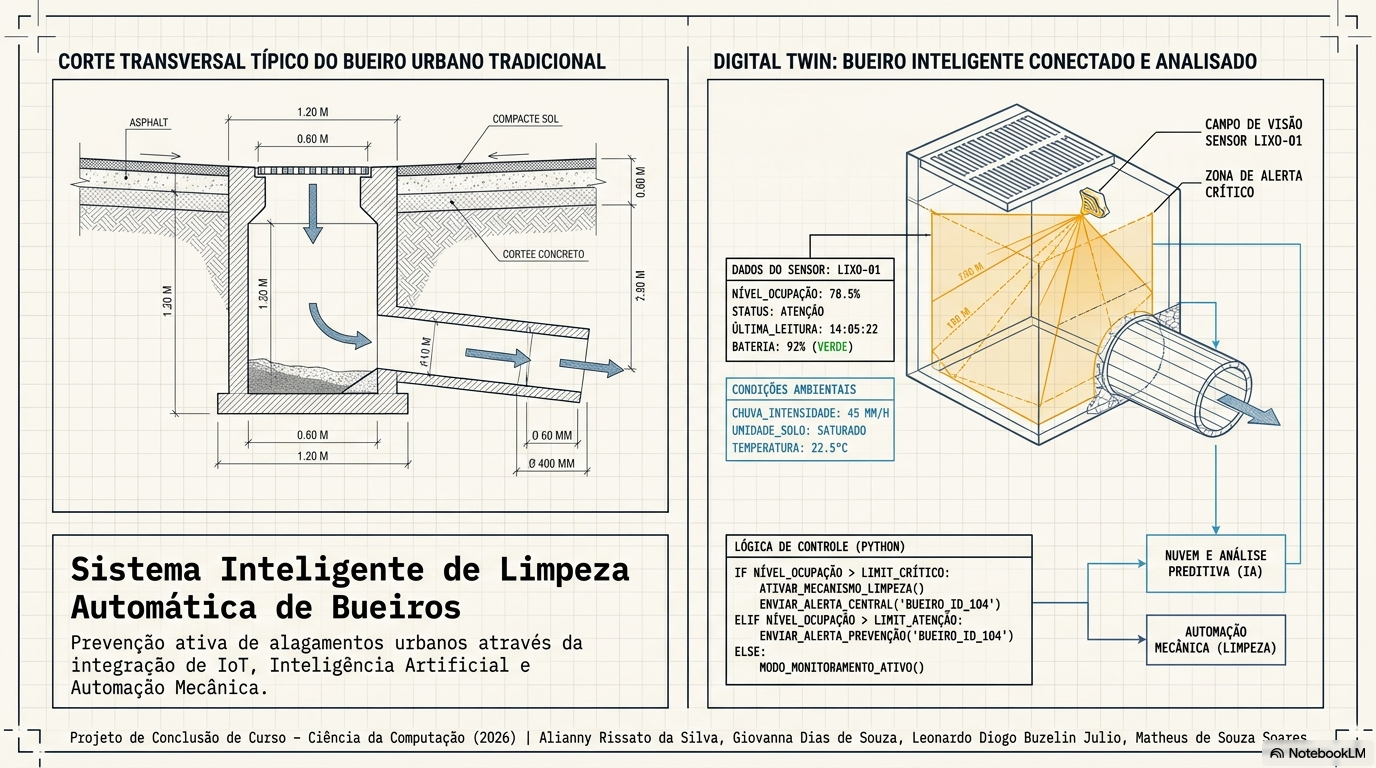 CORTE TRANSVERSAL TÍPICO DO BUEIRO URBANO TRADICIONAL
1.20 M
0.60 M
ASPHALT
COMPACTE SOL
CORTEE CONCRETO
0.60 M
2.90 M
0.60 M
1.20 M
Ø 60 MM
Ø 400 MM
Sistema Inteligente de Limpeza
Automática de Bueiros
Prevenção ativa de alagamentos urbanos através da
integração de IoT, Inteligência Artificial e
Automação Mecânica.
DIGITAL TWIN: BUEIRO INTELIGENTE CONECTADO E ANALISADO
CAMPO DE VISÃO
SENSOR LIXO-01
ZONA DE ALERTA
CRÍTICO
DADOS DO SENSOR: LIXO-01
NÍVEL_OCUPAÇÃO: 78.5%
STATUS: ATENÇÃO
ÚLTIMA_LEITURA: 14:05:22
BATERIA: 92% (VERDE)
CONDIÇÕES AMBIENTAIS
CHUVA_INTENSIDADE: 45 MM/H
UMIDADE_SOLO: SATURADO
TEMPERATURA: 22.5°C
LÓGICA DE CONTROLE (PYTHON)
IF NÍVEL_OCUPAÇÃO > LIMIT_CRÍTICO:
ATIVAR_MECANISMO_LIMPEZA()
ENVIAR_ALERTA_CENTRAL('BUEIRO_ID_104')
ELIF NÍVEL_OCUPAÇÃO > LIMIT_ATENÇÃO:
ENVIAR_ALERTA_PREVENÇÃO('BUEIRO_ID_104')
ELSE:
MODO_MONITORAMENTO_ATIVO()
NUVEM E ANÁLISE
PREDITIVA (IA)
AUTOMAÇÃO
MECÂNICA (LIMPEZA)
Projeto de Conclusão de Curso – Ciência da Computação (2026) | Alianny Rissato da Silva, Giovanna Dias de Souza, Leonardo Diogo Buzelin Julio, Matheus de Souza Soares
NotebookLM